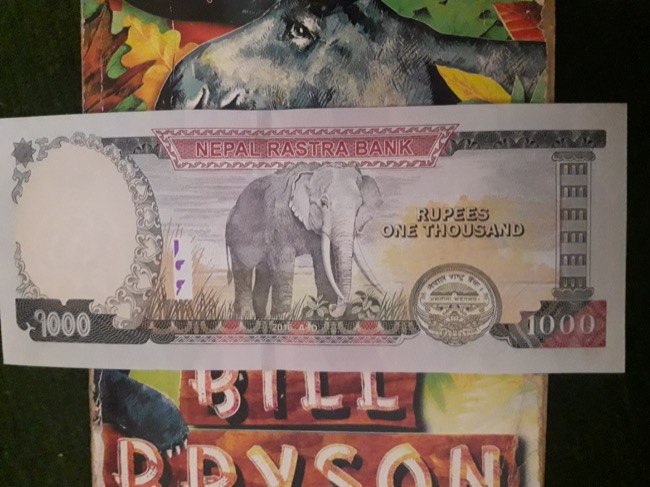 1000
NEPAL RASTRA BANK
RUPEES
ONE THOUSAND
1000
BILL
BRYSON